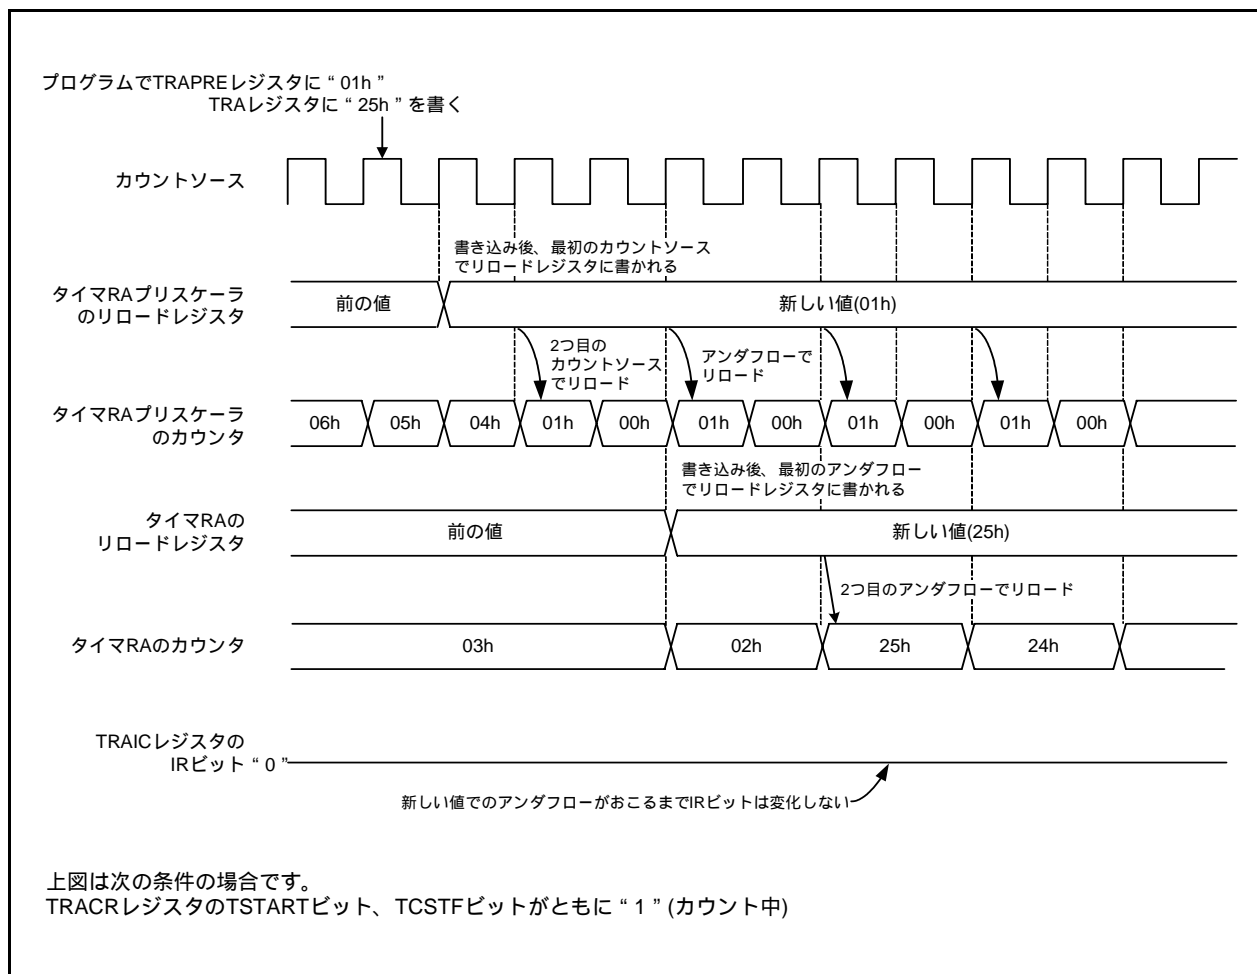 プログラムでTRAPREレジスタに“01h”
TRAレジスタに“25h”を書く
カウントソース
書き込み後、最初のカウントソース
でリロードレジスタに書かれる
タイマRAプリスケーラ
のリロードレジスタ
前の値
新しい値(01h)
2つ目の
カウントソース
でリロード
アンダフローで
リロード
タイマRAプリスケーラ
のカウンタ
06h 05h 04h 01h 00h 01h 00h 01h 00h 01h 00h
書き込み後、最初のアンダフロー
でリロードレジスタに書かれる
タイマRAの
リロードレジスタ
前の値
新しい値(25h)
2つ目のアンダフローでリロード
タイマRAのカウンタ
03h 02h 25h 24h
TRAICレジスタの
IRビット“0”
新しい値でのアンダフローがおこるまでIRビットは変化しない
上図は次の条件の場合です。
TRACRレジスタのTSTARTビット、TCSTFビットがともに“1”(カウント中)